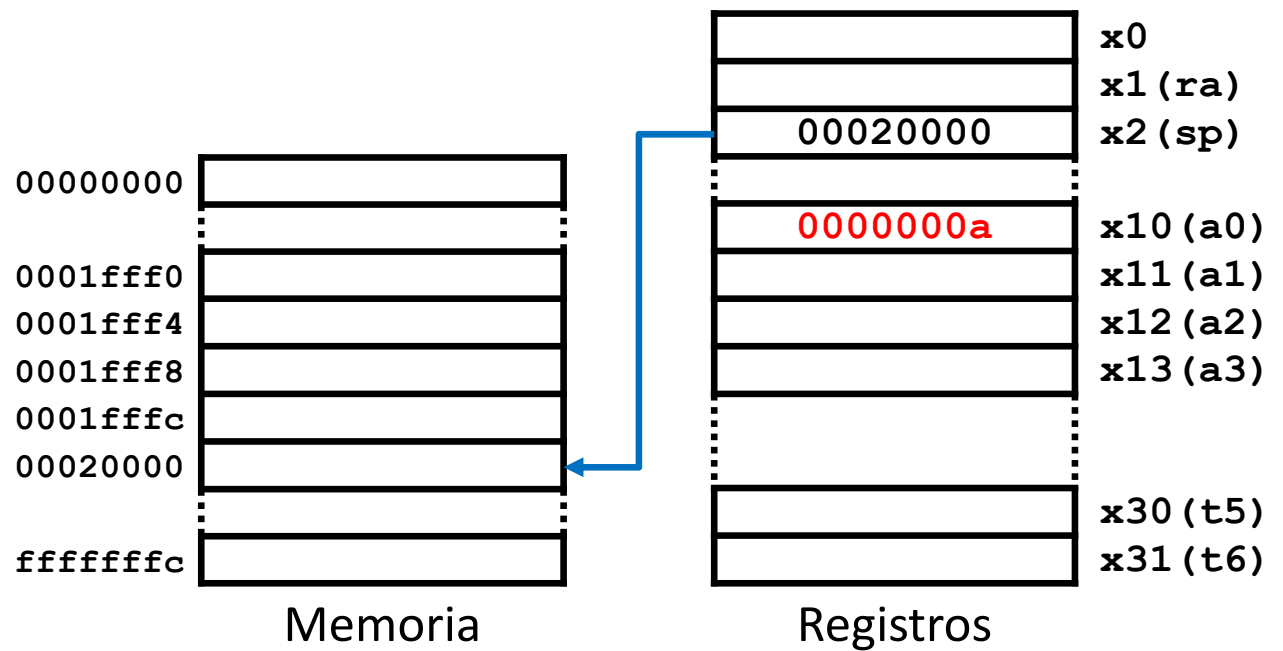 x0
x1(ra)
00020000 x2(sp)
00000000
0000000a x10(a0)
0001fff0 x11(a1)
0001fff4 x12(a2)
0001fff8 x13(a3)
0001fffc
00020000
x30(t5)
fffffffc x31(t6)
Memoria Registros